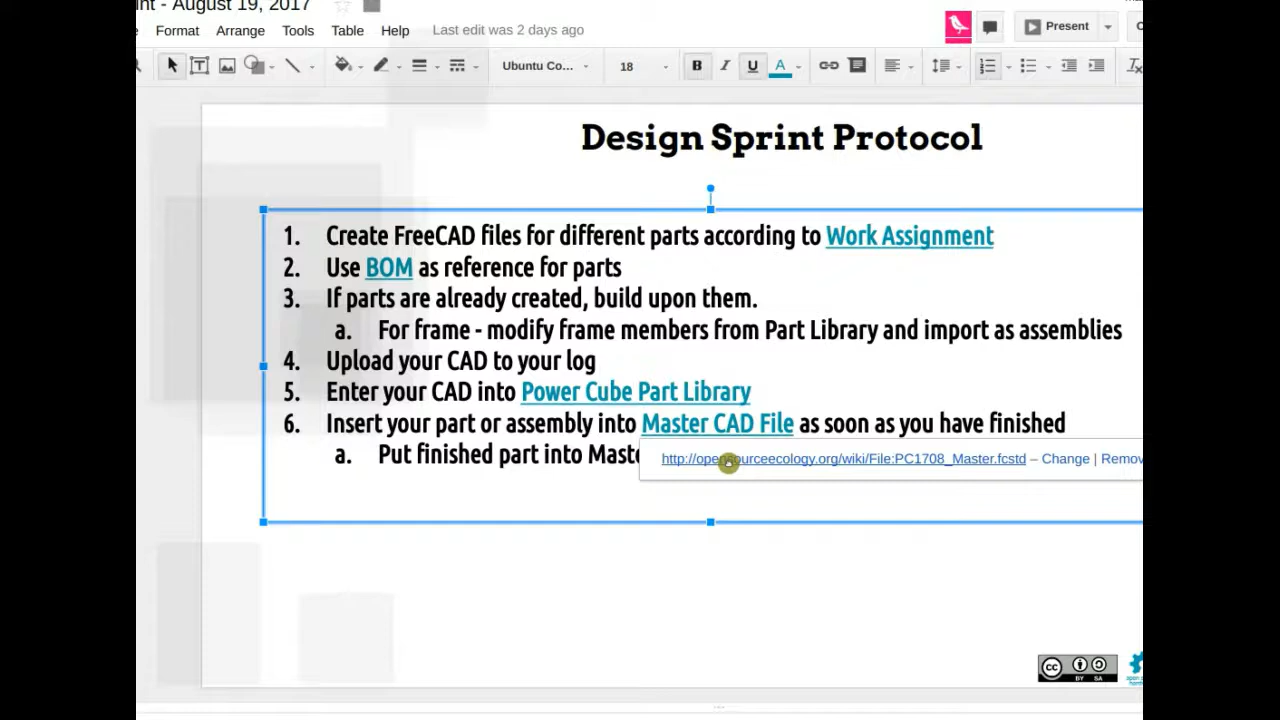 int - August 19, 2017
Format Arrange Tools Table Help Last edit was 2 days ago
Present
Ubuntu Co... 18 B I U A
Design Sprint Protocol
1. Create FreeCAD files for different parts according to Work Assignment
2. Use BOM as reference for parts
3. If parts are already created, build upon them.
a. For frame - modify frame members from Part Library and import as assemblies
4. Upload your CAD to your log
5. Enter your CAD into Power Cube Part Library
6. Insert your part or assembly into Master CAD File as soon as you have finished
a. Put finished part into Maste
http://opensourceecology.org/wiki/File:PC1708_Master.fcstd – Change | Remov
CC BY SA